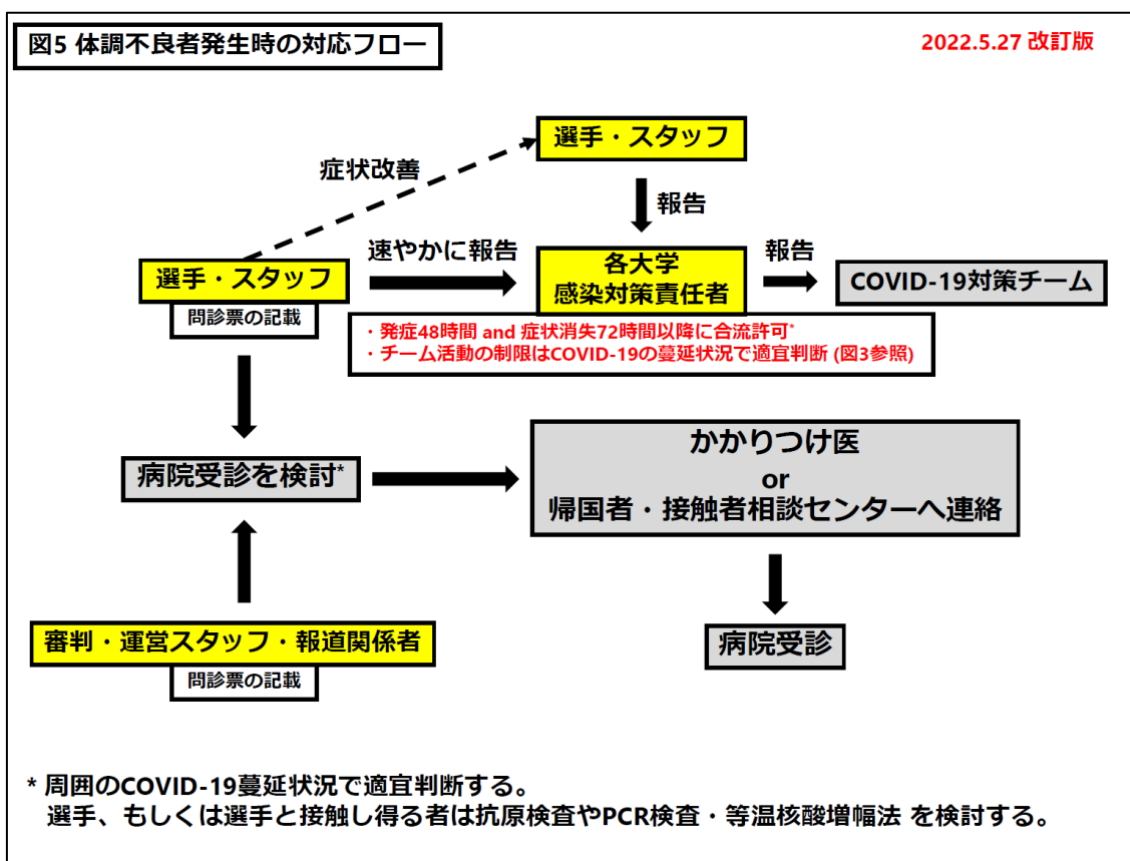 図5 体調不良者発生時の対応フロー
2022.5.27 改訂版
選手・スタッフ
症状改善
報告
速やかに報告
報告
選手・スタッフ
問診票の記載
各大学
感染対策責任者
COVID-19対策チーム
・発症48時間 and 症状消失72時間以降に合流許可*
・チーム活動の制限はCOVID-19の蔓延状況で適宜判断 (図3参照)
病院受診を検討*
かかりつけ医
or
帰国者・接触者相談センターへ連絡
審判・運営スタッフ・報道関係者
問診票の記載
病院受診
* 周囲のCOVID-19蔓延状況で適宜判断する。
選手、もしくは選手と接触し得る者は抗原検査やPCR検査・等温核酸増幅法 を検討する。